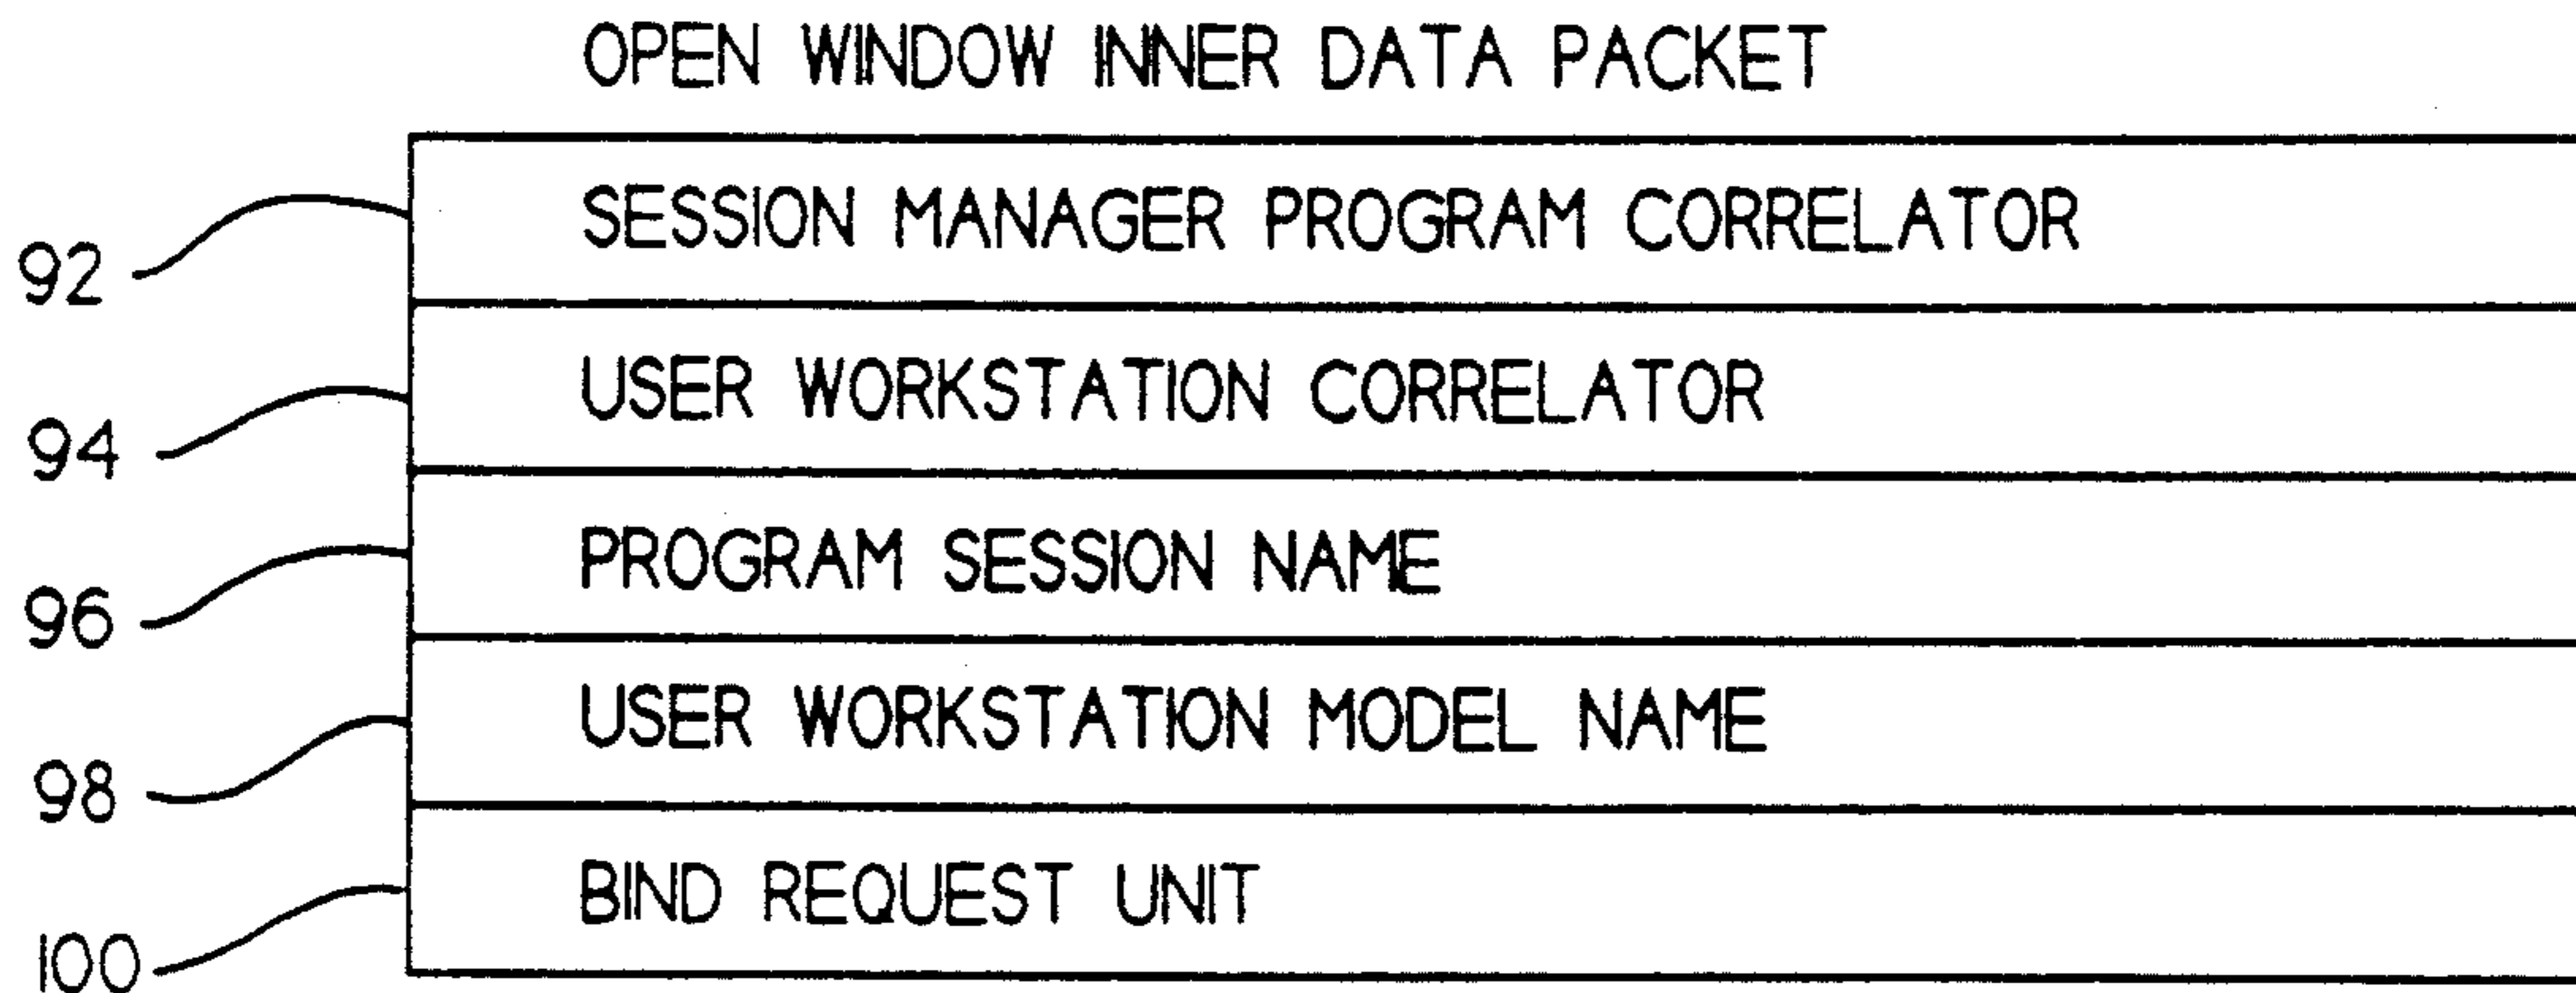 OPEN WINDOW INNER DATA PACKET
92 SESSION MANAGER PROGRAM CORRELATOR
94 USER WORKSTATION CORRELATOR
96 PROGRAM SESSION NAME
98 USER WORKSTATION MODEL NAME
100 BIND REQUEST UNIT